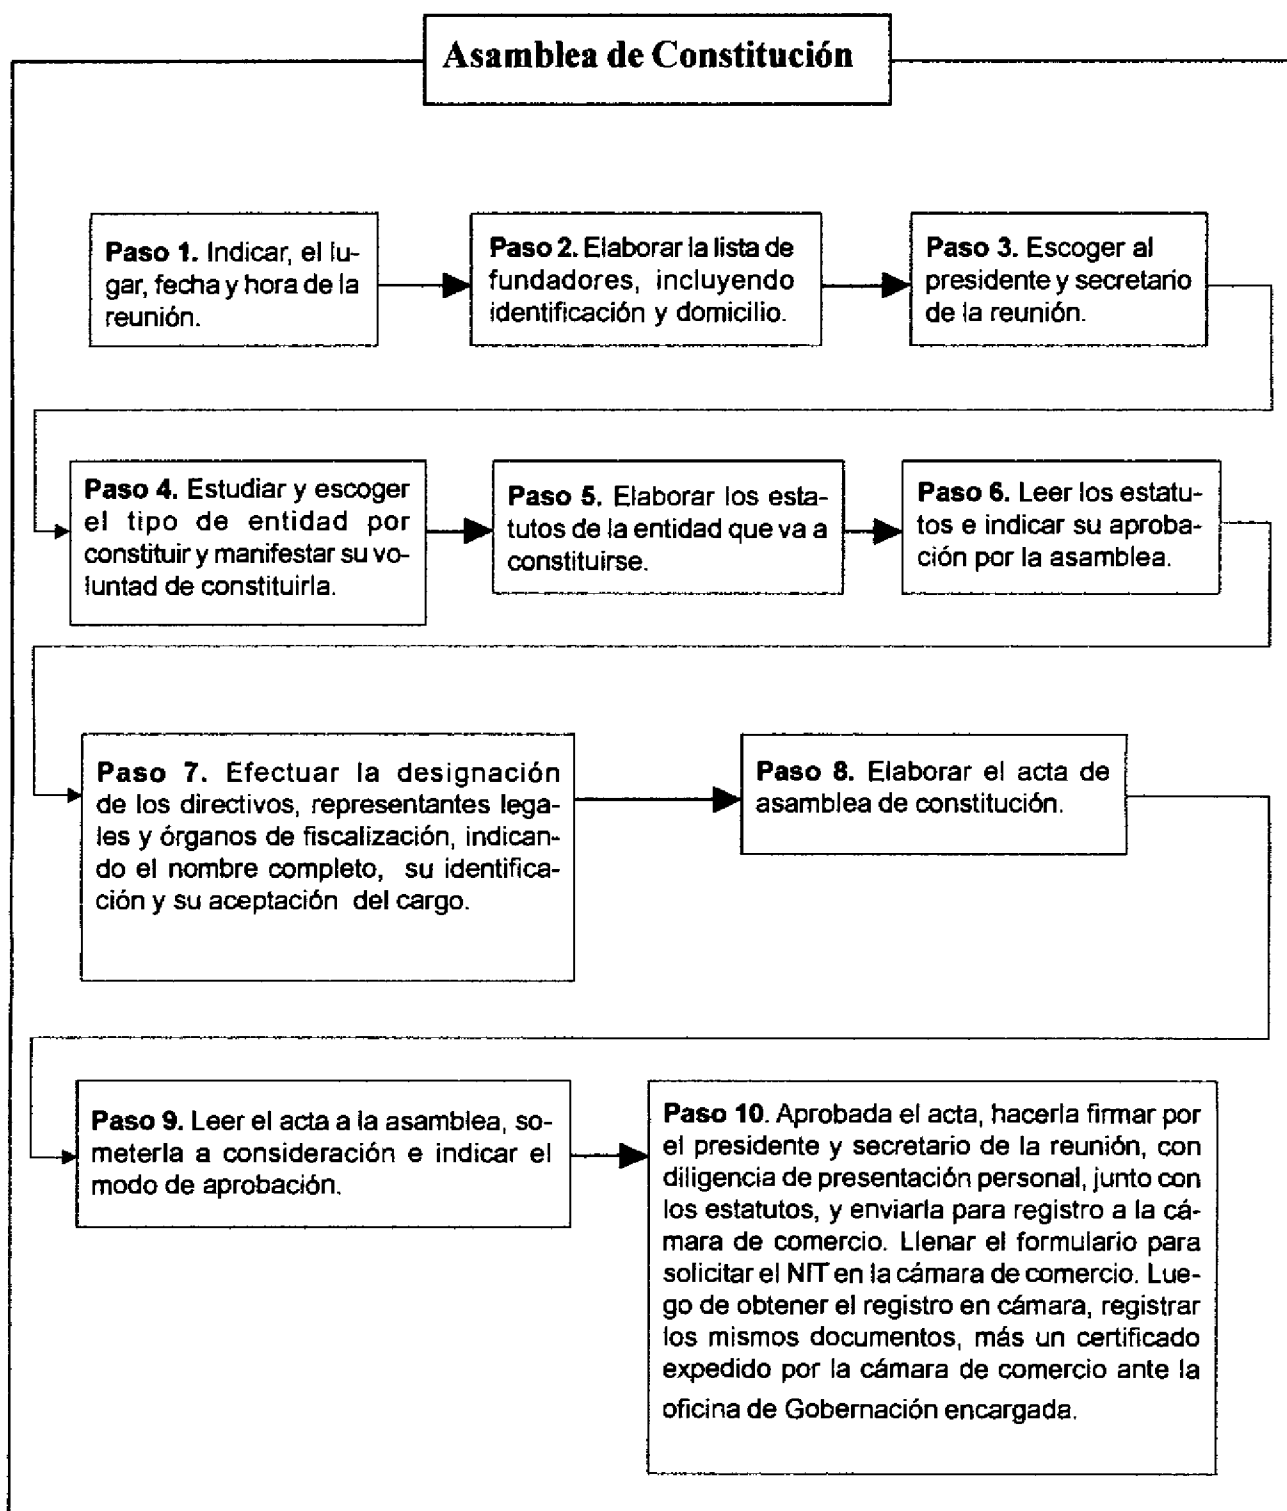 Asamblea de Constitución
Paso 1. Indicar, el lu-
gar, fecha y hora de la
reunión.
Paso 2. Elaborar la lista de
fundadores, incluyendo
identificación y domicilio.
Paso 3. Escoger al
presidente y secretario
de la reunión.
Paso 4. Estudiar y escoger
el tipo de entidad por
constituir y manifestar su vo-
luntad de constituirla.
Paso 5. Elaborar los esta-
tutos de la entidad que va a
constituirse.
Paso 6. Leer los estatu-
tos e indicar su aproba-
ción por la asamblea.
Paso 7. Efectuar la designación
de los directivos, representantes lega-
les y órganos de fiscalización, indican-
do el nombre completo, su identifica-
ción y su aceptación del cargo.
Paso 8. Elaborar el acta de
asamblea de constitución.
Paso 9. Leer el acta a la asamblea, so-
meterla a consideración e indicar el
modo de aprobación.
Paso 10. Aprobada el acta, hacerla firmar por
el presidente y secretario de la reunión, con
diligencia de presentación personal, junto con
los estatutos, y enviarla para registro a la cá-
mara de comercio. Llenar el formulario para
solicitar el NIT en la cámara de comercio. Lue-
go de obtener el registro en cámara, registrar
los mismos documentos, más un certificado
expedido por la cámara de comercio ante la
oficina de Gobernación encargada.